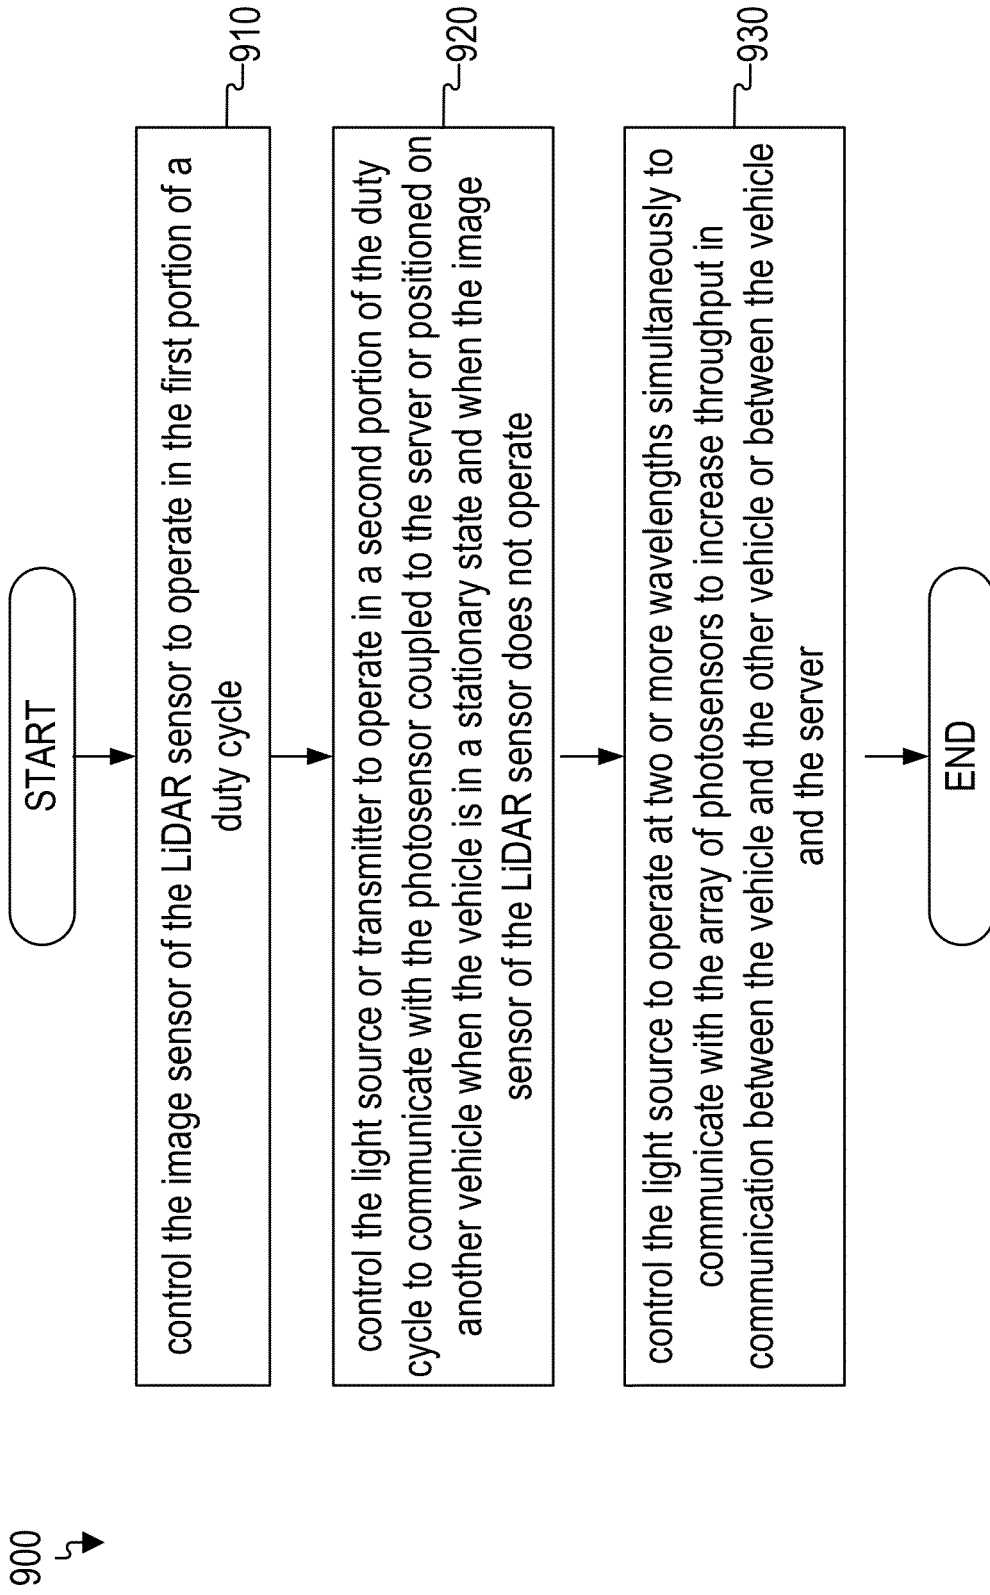 900
START
control the image sensor of the LiDAR sensor to operate in the first portion of a
duty cycle
910
control the light source or transmitter to operate in a second portion of the duty
cycle to communicate with the photosensor coupled to the server or positioned on
another vehicle when the vehicle is in a stationary state and when the image
sensor of the LiDAR sensor does not operate
920
control the light source to operate at two or more wavelengths simultaneously to
communicate with the array of photosensors to increase throughput in
communication between the vehicle and the other vehicle or between the vehicle
and the server
930
END